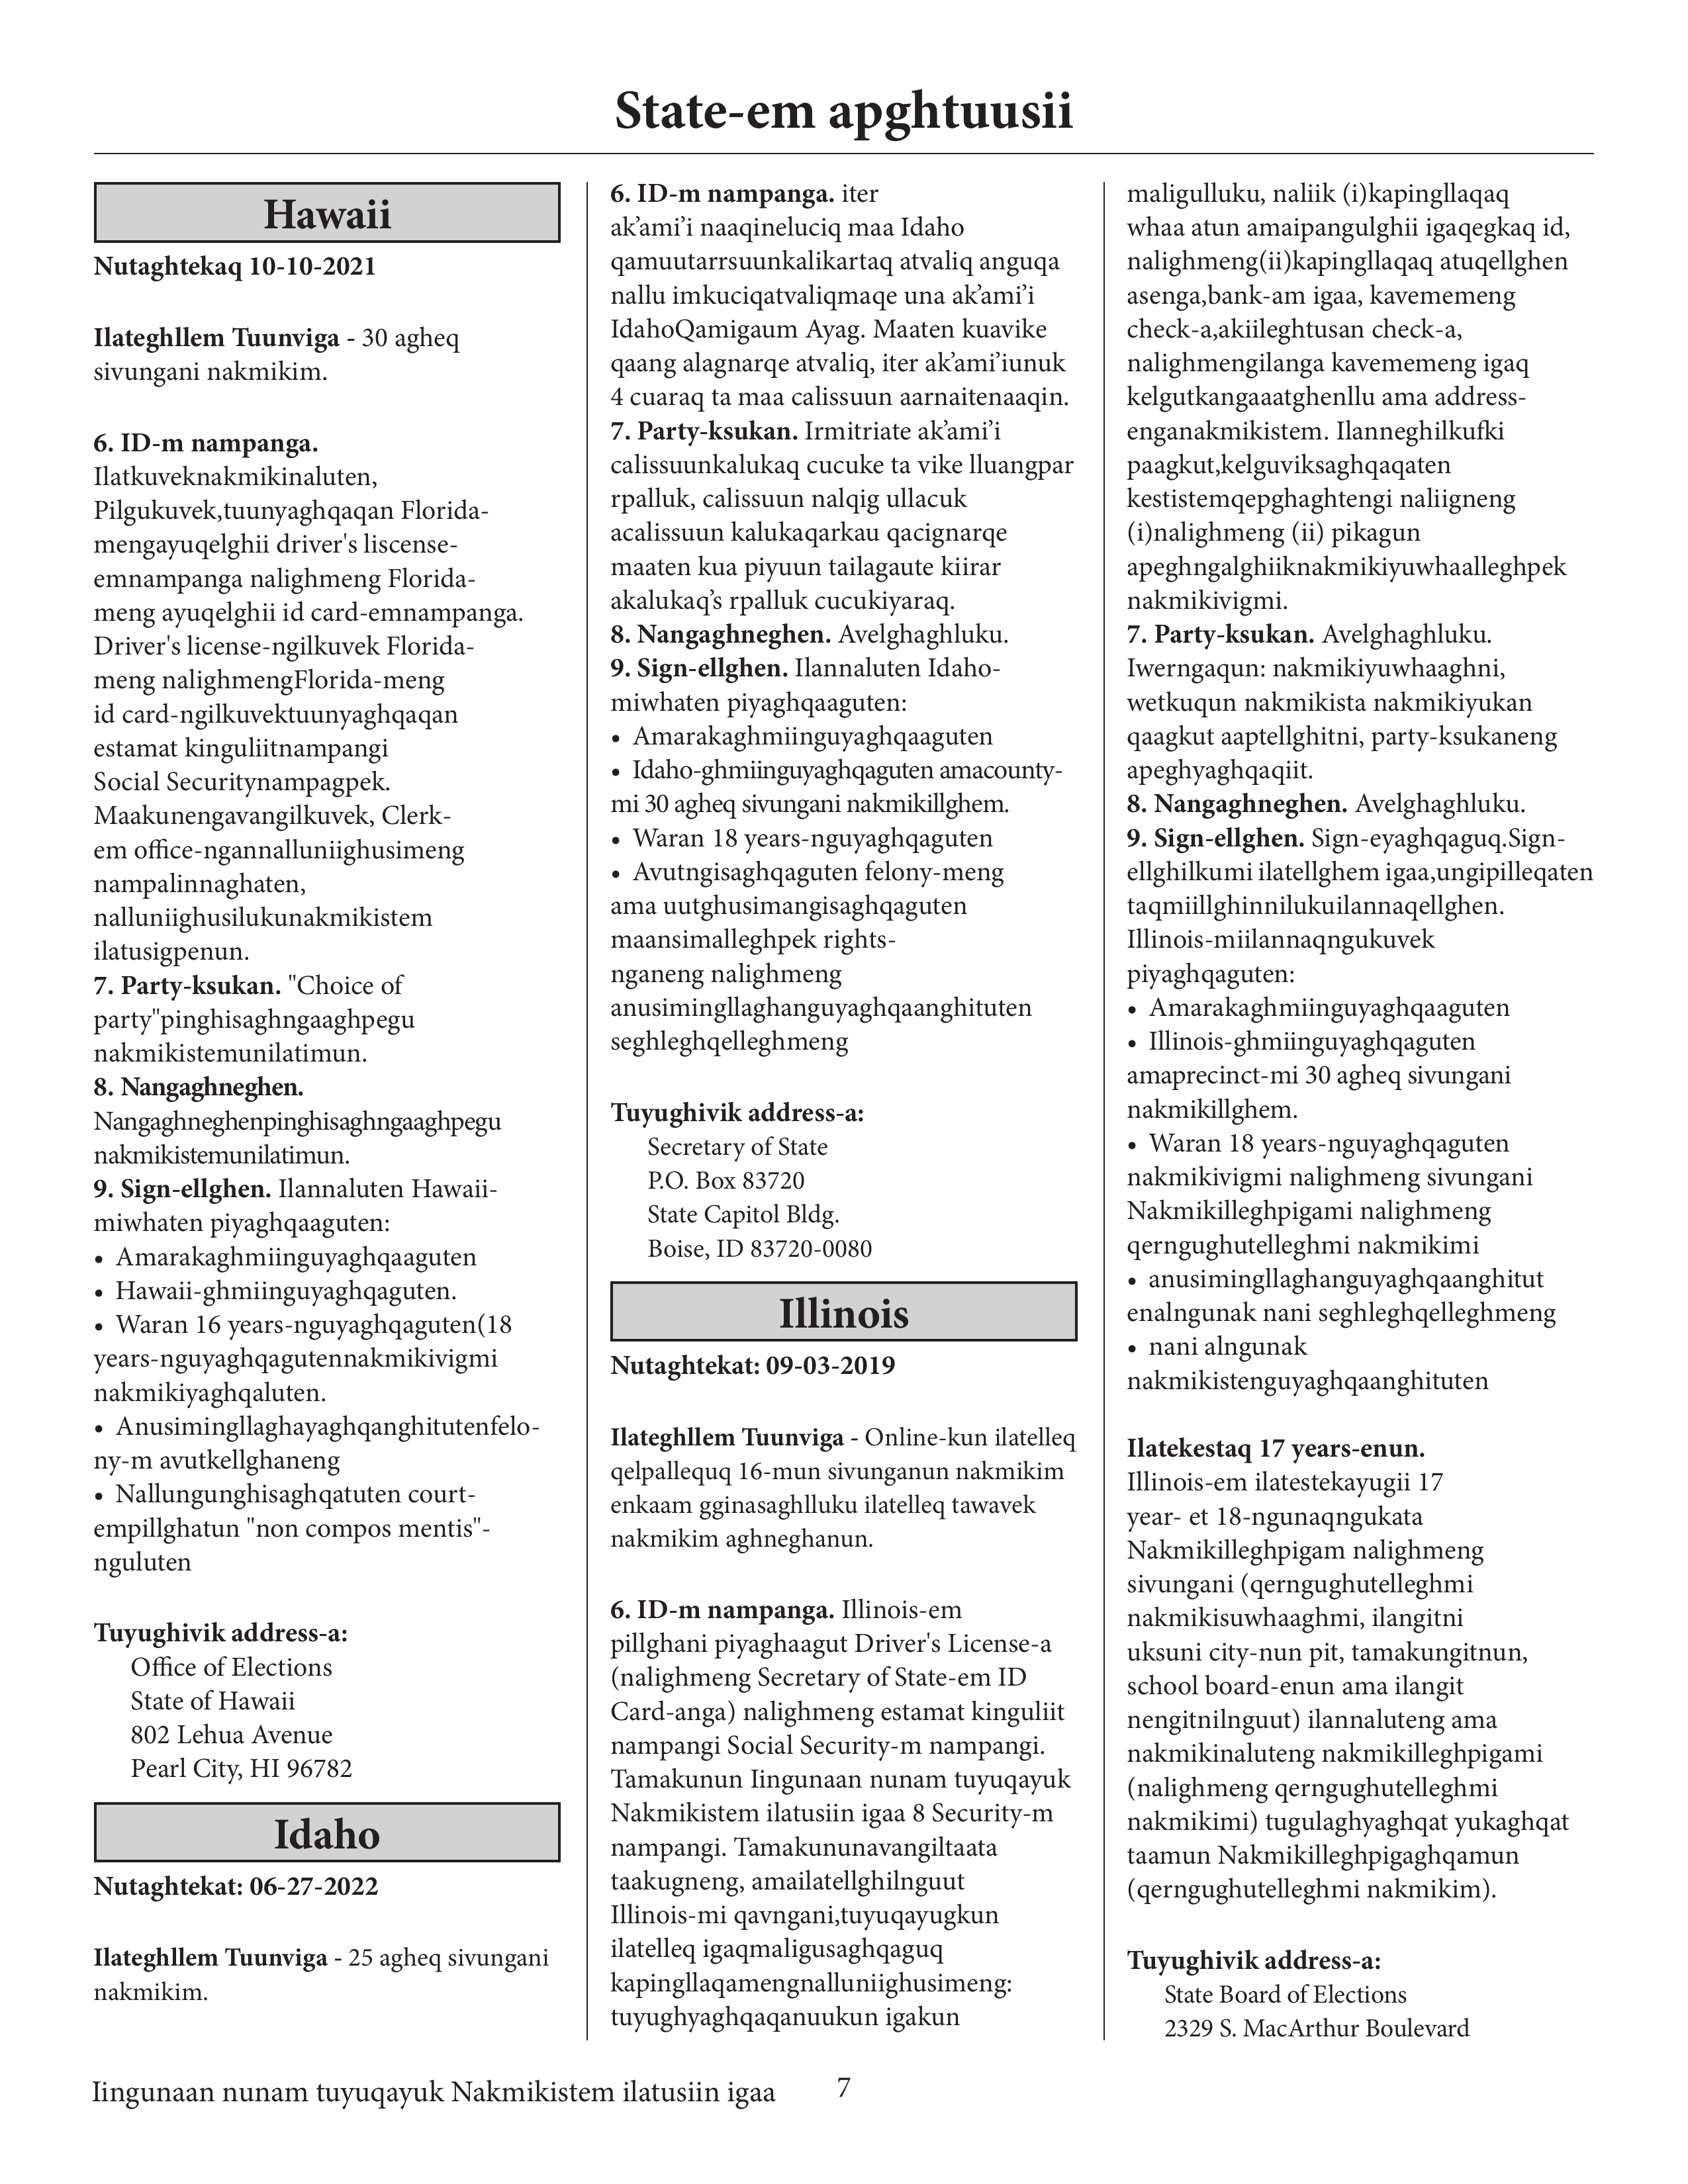 State-em apghtuusii
Hawaii
Nutaghtekaq 10-10-2021
Ilateghllem Tuunviga - 30 agheq
sivungani nakmikim.
6. ID-m nampanga.
Ilatkuveknakmikinaluten,
Pilgukuvek,tuunyaghqaqan Florida-
mengayuqelghii driver's liscense-
emnampanga nalighmeng Florida-
meng ayuqelghii id card-emnampanga.
Driver's license-ngilkuvek Florida-
meng nalighmengFlorida-meng
id card-ngilkuvektuunyaghqaqan
estamat kinguliitnampangi
Social Securitynampagpek.
Maakunengavangilkuvek, Clerk-
em office-ngannalluniighusimeng
nampalinnaghaten,
nalluniighusilukunakmikistem
ilatusigpenun.
7. Party-ksukan. "Choice of
party"pinghisaghngaaghpegu
nakmikistemunilatimun.
8. Nangaghneghen.
Nangaghneghenpinghisaghngaaghpegu
nakmikistemunilatimun.
9. Sign-ellghen. Ilannaluten Hawaii-
miwhaten piyaghqaaguten:
• Amarakaghmiinguyaghqaaguten
• Hawaii-ghmiinguyaghqaguten.
• Waran 16 years-nguyaghqaguten(18
years-nguyaghqagutennakmikivigmi
nakmikiyaghqaluten.
• Anusimingllaghayaghqanghitutenfelo-
ny-m avutkellghaneng
• Nallungunghisaghqatuten court-
empillghatun "non compos mentis"-
nguluten
Tuyughivik address-a:
Office of Elections
State of Hawaii
802 Lehua Avenue
Pearl City, HI 96782
Idaho
Nutaghtekat: 06-27-2022
Ilateghllem Tuunviga - 25 agheq sivungani
nakmikim.
6. ID-m nampanga. iter
ak’ami’i naaqineluciq maa Idaho
qamuutarrsuunkalikartaq atvaliq anguqa
nallu imkuciqatvaliqmaqe una ak’ami’i
IdahoQamigaum Ayag. Maaten kuavike
qaang alagnarqe atvaliq, iter ak’ami’iunuk
4 cuaraq ta maa calissuun aarnaitenaaqin.
7. Party-ksukan. Irmitriate ak’ami’i
calissuunkalukaq cucuke ta vike lluangpar
rpalluk, calissuun nalqig ullacuk
acalissuun kalukaqarkau qacignarqe
maaten kua piyuun tailagaute kiirar
akalukaq’s rpalluk cucukiyaraq.
8. Nangaghneghen. Avelghaghluku.
9. Sign-ellghen. Ilannaluten Idaho-
miwhaten piyaghqaaguten:
• Amarakaghmiinguyaghqaaguten
• Idaho-ghmiinguyaghqaguten amacounty-
mi 30 agheq sivungani nakmikillghem.
• Waran 18 years-nguyaghqaguten
• Avutngisaghqaguten felony-meng
ama uutghusimangisaghqaguten
maansimalleghpek rights-
nganeng nalighmeng
anusimingllaghanguyaghqaanghituten
seghleghqelleghmeng
Tuyughivik address-a:
Secretary of State
P.O. Box 83720
State Capitol Bldg.
Boise, ID 83720-0080
Illinois
Nutaghtekat: 09-03-2019
Ilateghllem Tuunviga - Online-kun ilatelleq
qelpallequq 16-mun sivunganun nakmikim
enkaam gginasaghlluku ilatelleq tawavek
nakmikim aghneghanun.
6. ID-m nampanga. Illinois-em
pillghani piyaghaagut Driver's License-a
(nalighmeng Secretary of State-em ID
Card-anga) nalighmeng estamat kinguliit
nampangi Social Security-m nampangi.
Tamakunun Iingunaan nunam tuyuqayuk
Nakmikistem ilatusiin igaa 8 Security-m
nampangi. Tamakununavangiltaata
taakugneng, amailatellghilnguut
Illinois-mi qavngani,tuyuqayugkun
ilatelleq igaqmaligusaghqaguq
kapingllaqamengnalluniighusimeng:
tuyughyaghqaqanuukun igakun
maligulluku, naliik (i)kapingllaqaq
whaa atun amaipangulghii igaqegkaq id,
nalighmeng(ii)kapingllaqaq atuqellghen
asenga,bank-am igaa, kavememeng
check-a,akiileghtusan check-a,
nalighmengilanga kavememeng igaq
kelgutkangaaatghenllu ama address-
enganakmikistem. Ilanneghilkufki
paagkut,kelguviksaghqaqaten
kestistemqepghaghtengi naliigneng
(i)nalighmeng (ii) pikagun
apeghngalghiiknakmikiyuwhaalleghpek
nakmikivigmi.
7. Party-ksukan. Avelghaghluku.
Iwerngaqun: nakmikiyuwhaaghni,
wetkuqun nakmikista nakmikiyukan
qaagkut aaptellghitni, party-ksukaneng
apeghyaghqaqiit.
8. Nangaghneghen. Avelghaghluku.
9. Sign-ellghen. Sign-eyaghqaguq.Sign-
ellghilkumi ilatellghem igaa,ungipilleqaten
taqmiillghinnilukuilannaqellghen.
Illinois-miilannaqngukuvek
piyaghqaguten:
• Amarakaghmiinguyaghqaaguten
• Illinois-ghmiinguyaghqaguten
amaprecinct-mi 30 agheq sivungani
nakmikillghem.
• Waran 18 years-nguyaghqaguten
nakmikivigmi nalighmeng sivungani
Nakmikilleghpigami nalighmeng
qerngughutelleghmi nakmikimi
• anusimingllaghanguyaghqaanghitut
enalngunak nani seghleghqelleghmeng
• nani alngunak
nakmikistenguyaghqaanghituten
Ilatekestaq 17 years-enun.
Illinois-em ilatestekayugii 17
year- et 18-ngunaqngukata
Nakmikilleghpigam nalighmeng
sivungani (qerngughutelleghmi
nakmikisuwhaaghmi, ilangitni
uksuni city-nun pit, tamakungitnun,
school board-enun ama ilangit
nengitnilnguut) ilannaluteng ama
nakmikinaluteng nakmikilleghpigami
(nalighmeng qerngughutelleghmi
nakmikimi) tugulaghyaghqat yukaghqat
taamun Nakmikilleghpigaghqamun
(qerngughutelleghmi nakmikim).
Tuyughivik address-a:
State Board of Elections
2329 S. MacArthur Boulevard
Iingunaan nunam tuyuqayuk Nakmikistem ilatusiin igaa 7